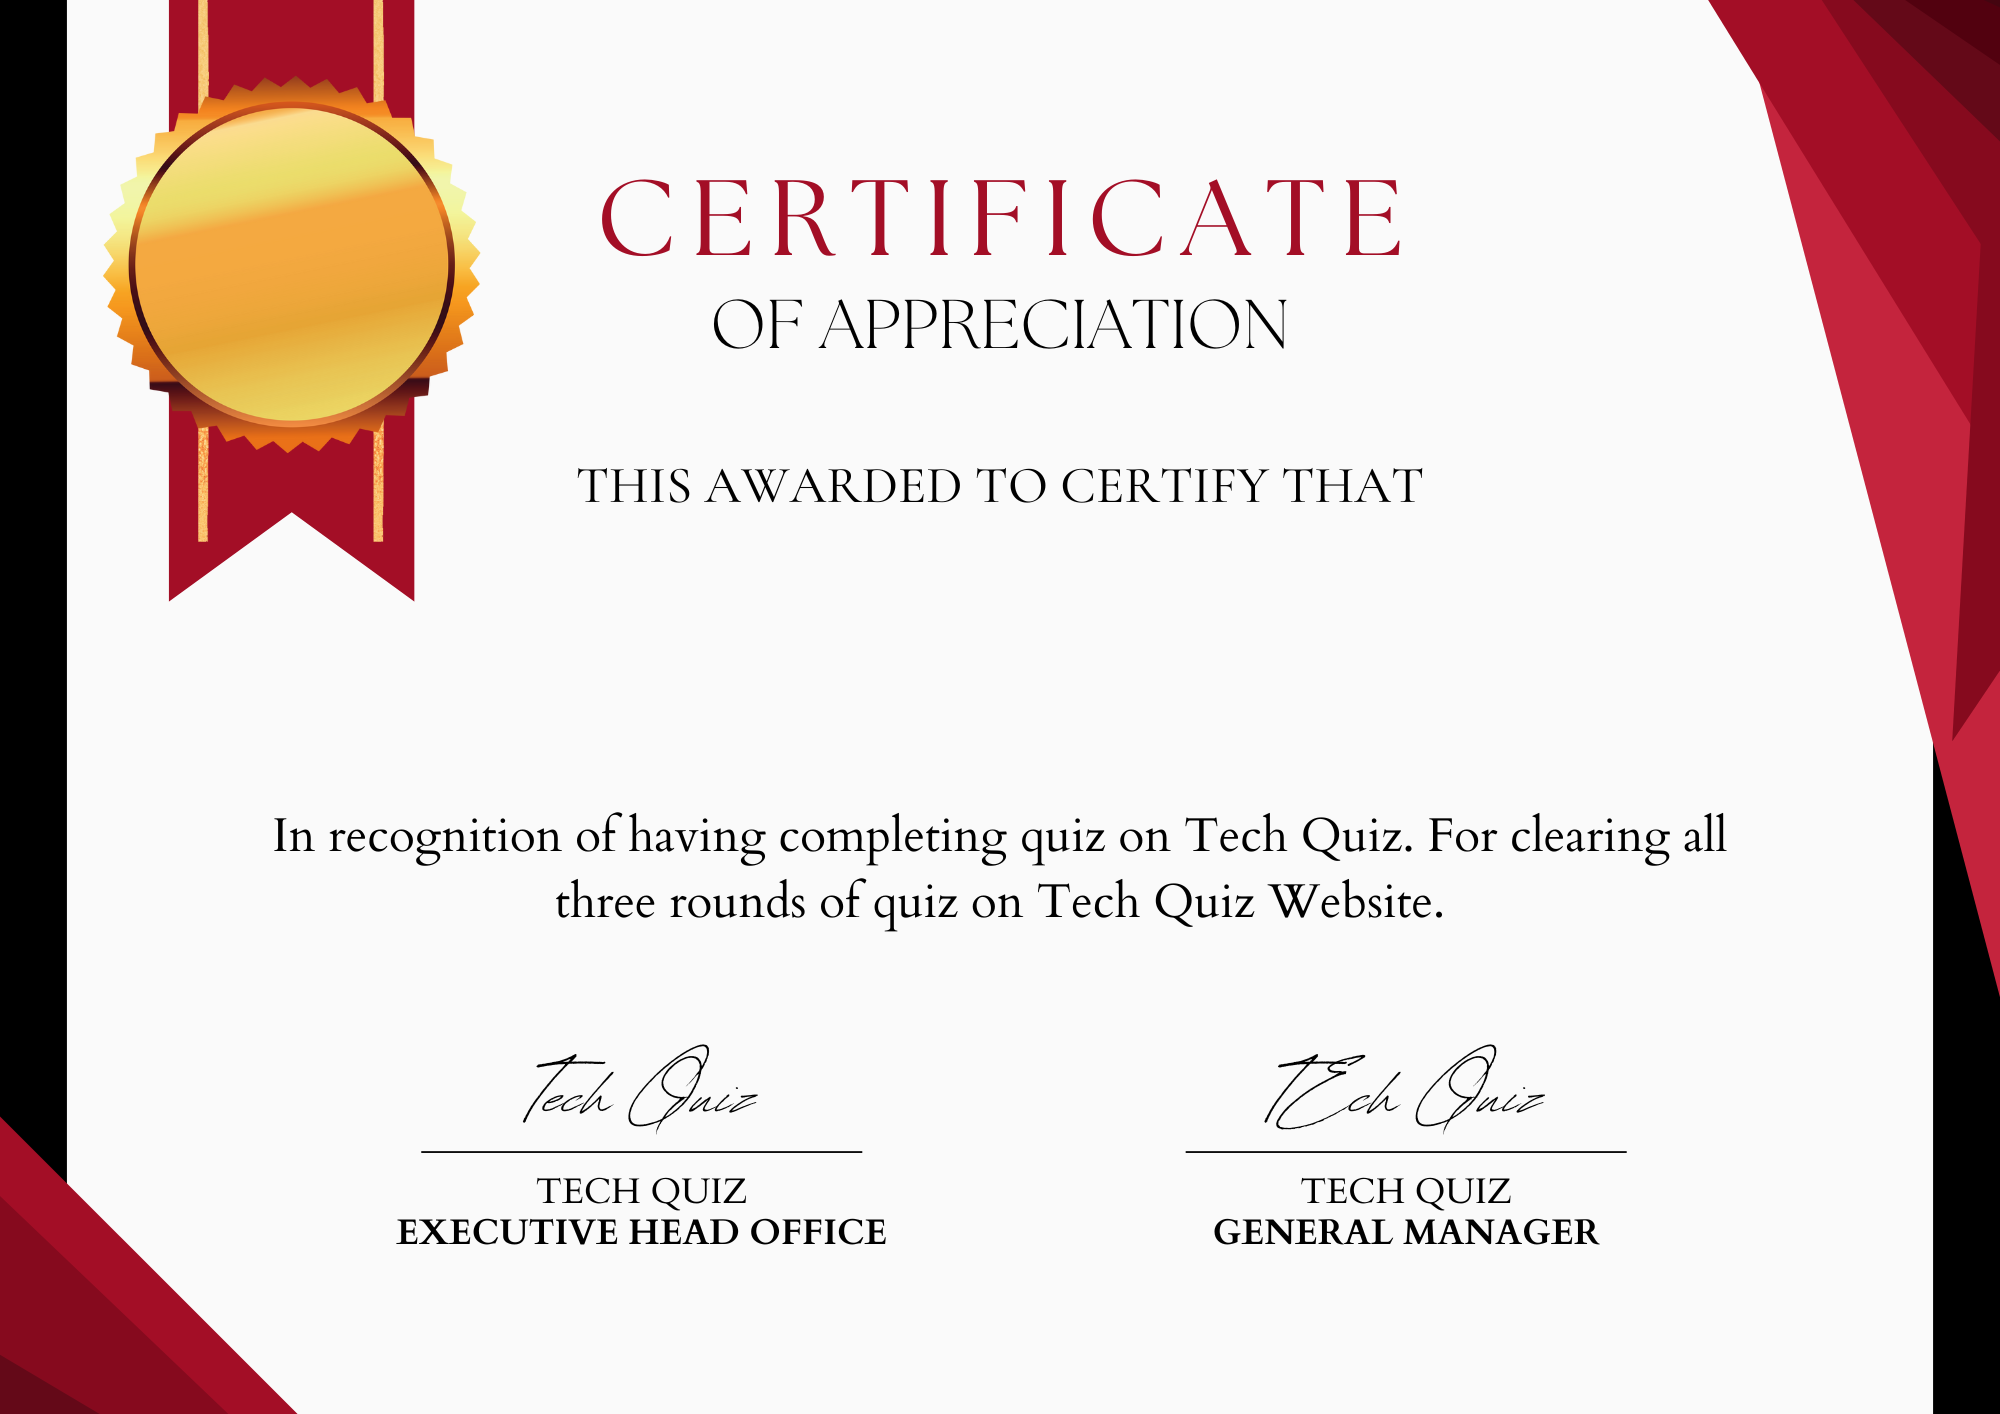 CERTIFICATE
OF APPRECIATION
THIS AWARDED TO CERTIFY THAT
In recognition of having completing quiz on Tech Quiz. For clearing all
three rounds of quiz on Tech Quiz Website.
Tech Quiz
TEch Quiz
TECH QUIZ
EXECUTIVE HEAD OFFICE
TECH QUIZ
GENERAL MANAGER